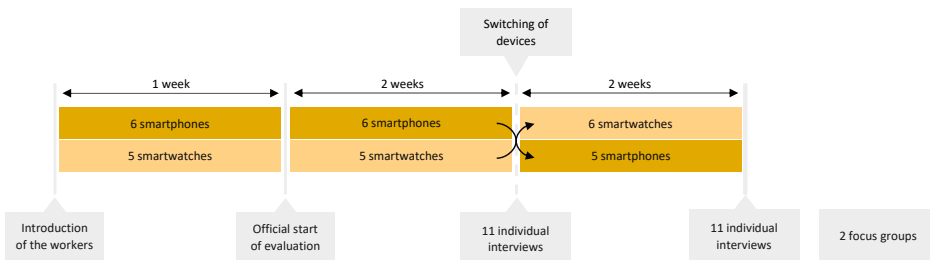 Switching of
devices
1 week
2 weeks
2 weeks
6 smartphones
6 smartphones
6 smartwatches
5 smartwatches
5 smartwatches
5 smartphones
Introduction
of the workers
Official start
of evaluation
11 individual
interviews
11 individual
interviews
2 focus groups